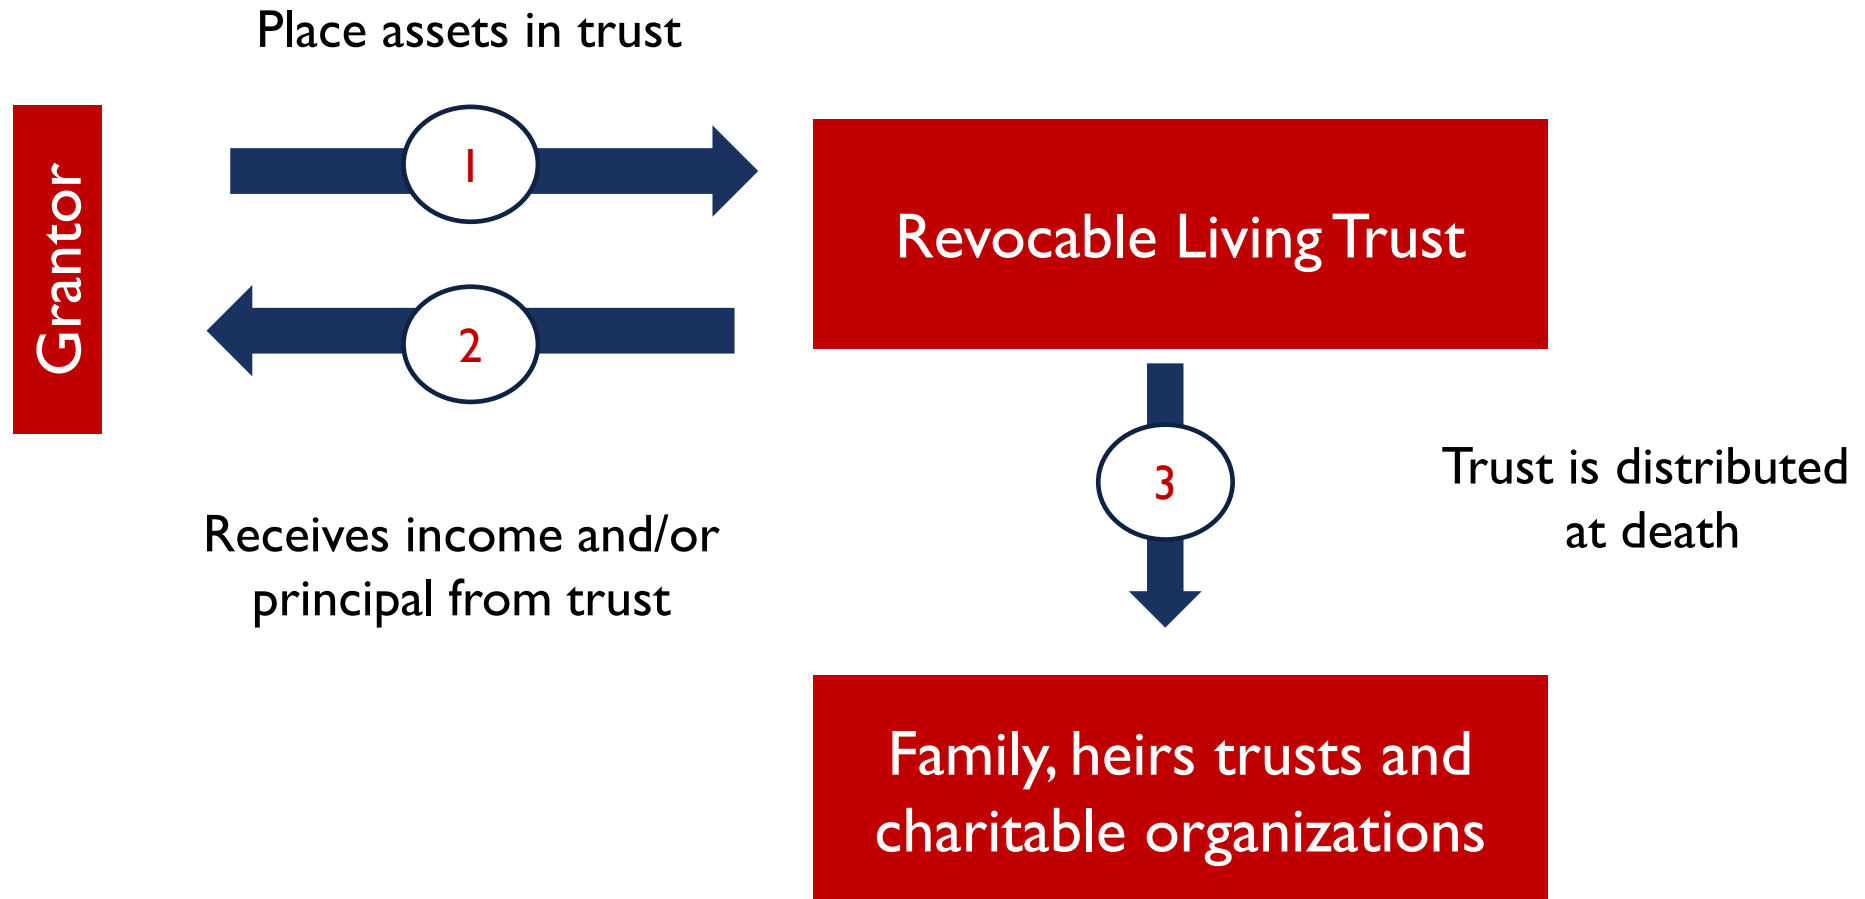 Place assets in trust
Grantor
1
Revocable Living Trust
2
3
Trust is distributed
at death
Receives income and/or
principal from trust
Family, heirs trusts and
charitable organizations